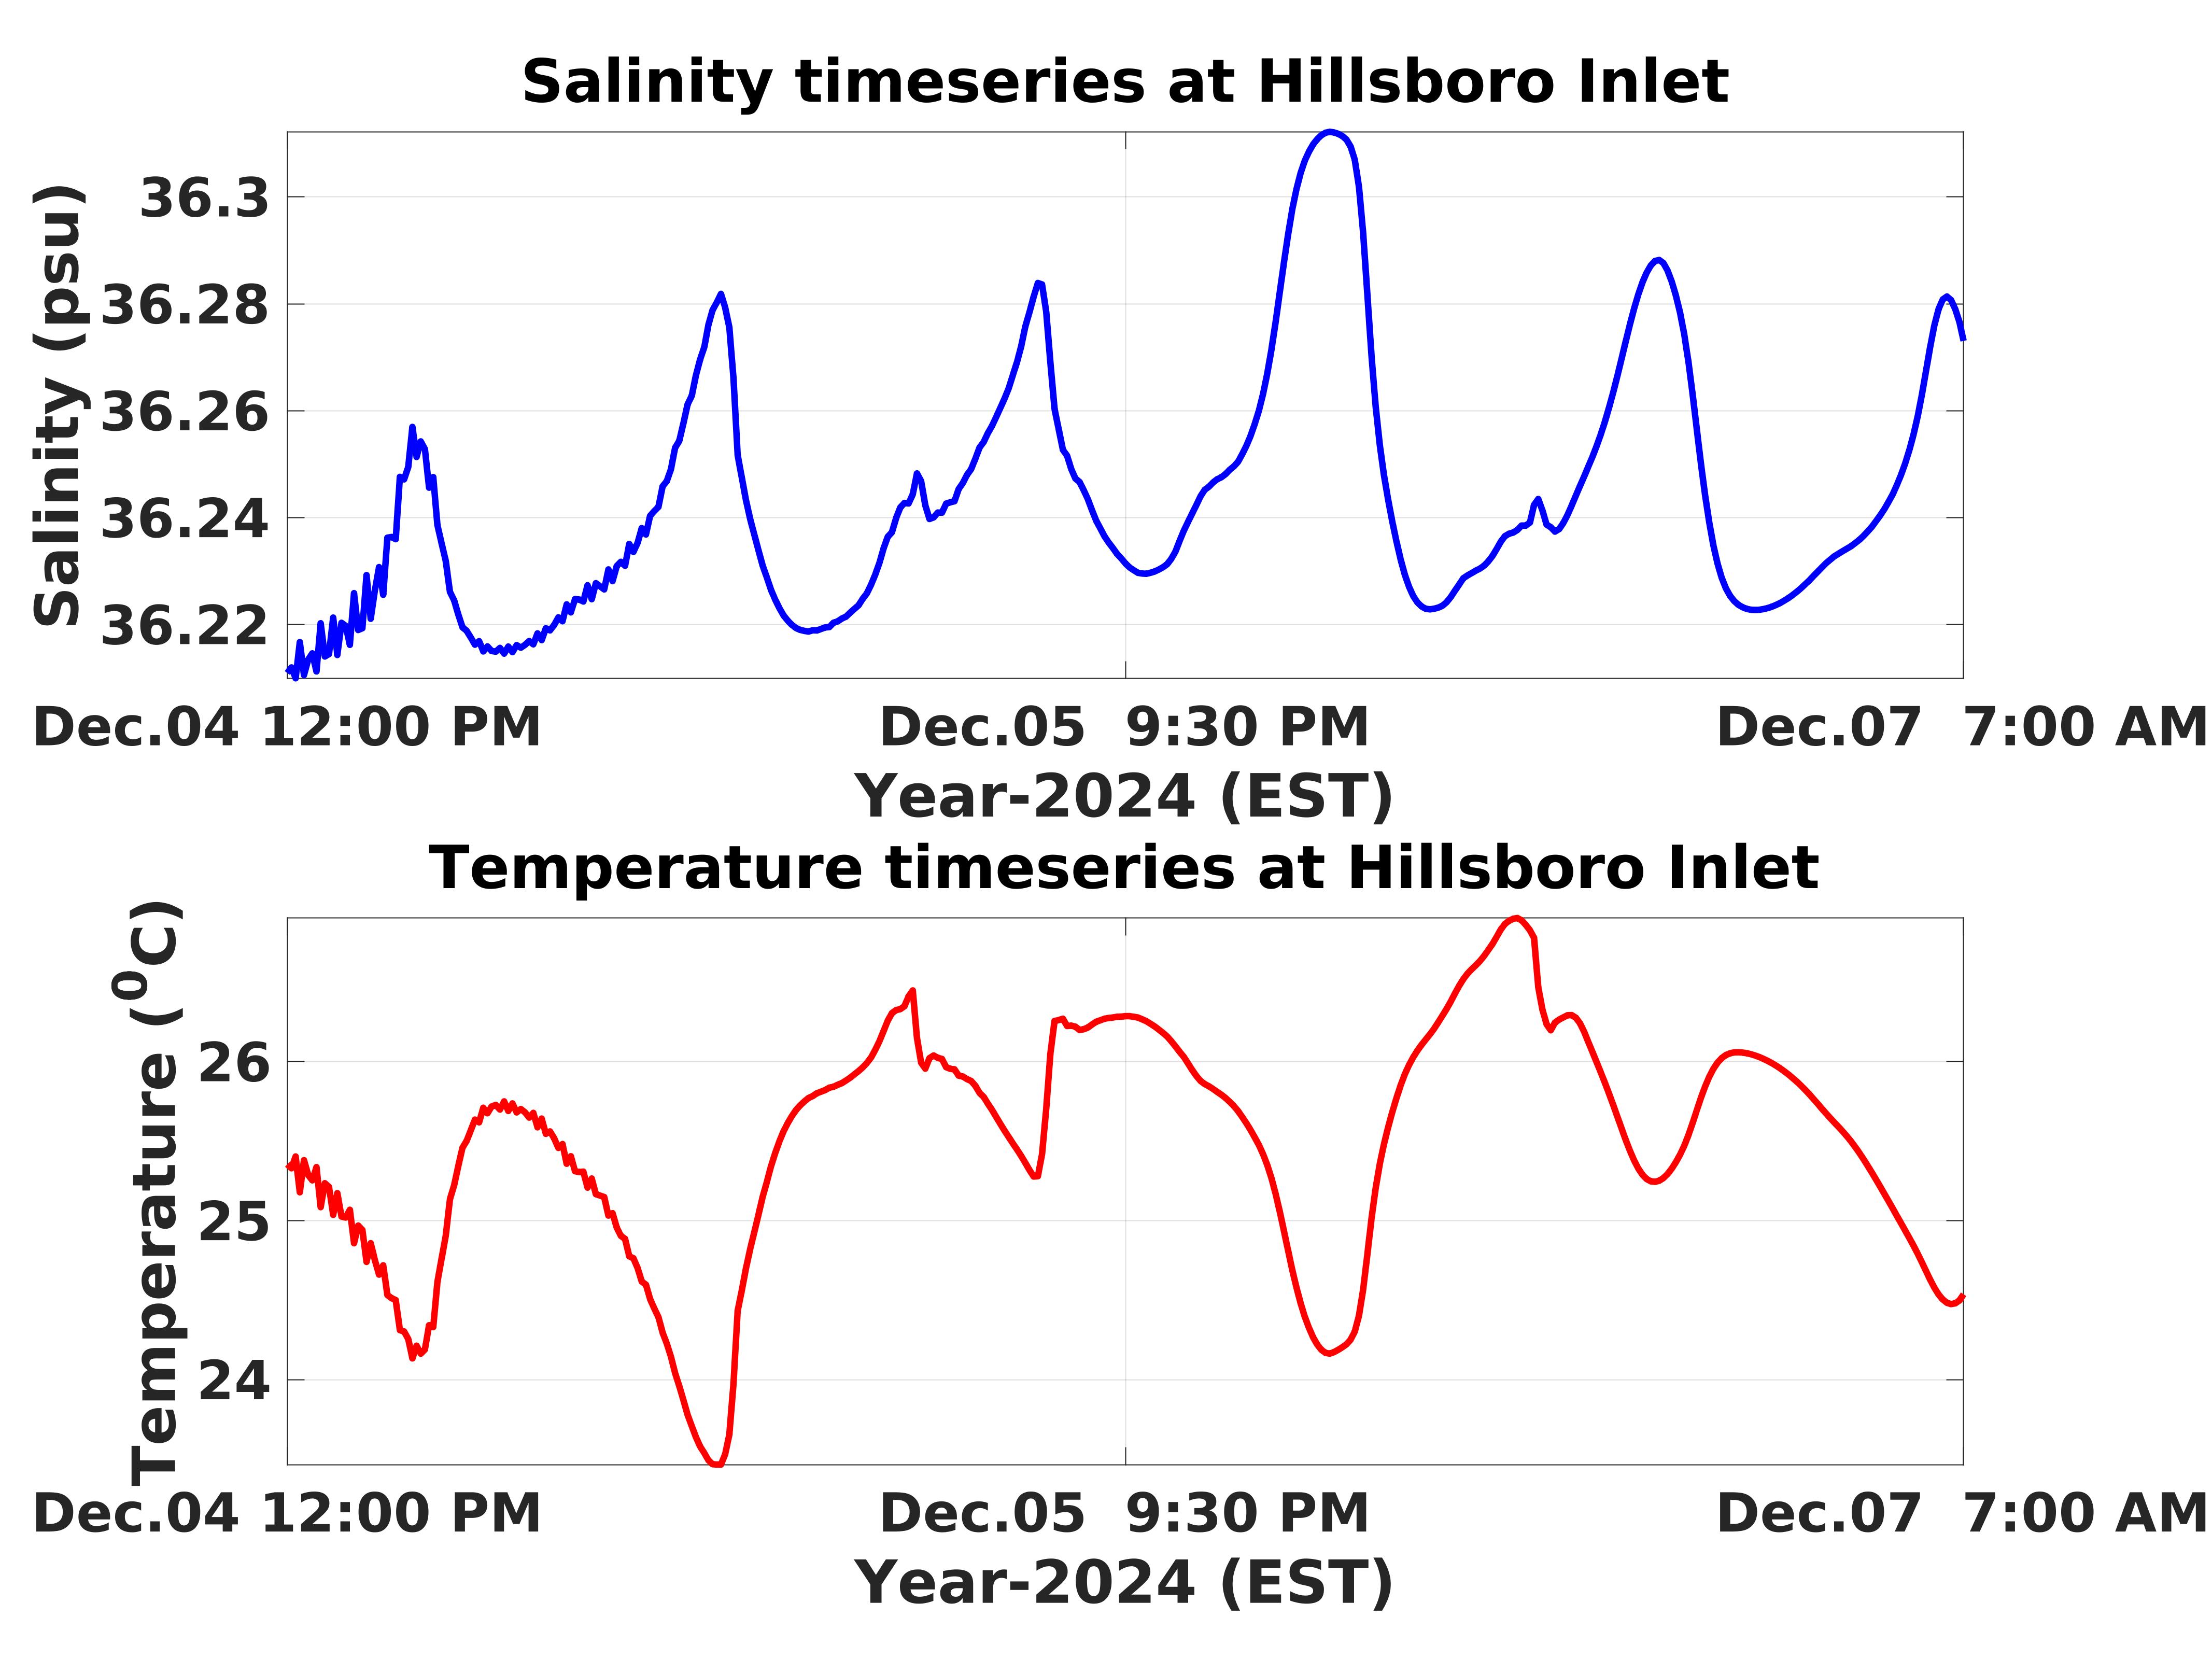 Salinity timeseries at Hillsboro Inlet
Salinity (psu)
36.3
36.28
36.26
36.24
36.22
Dec.04 12:00 PM
Dec.05  9:30 PM
Dec.07  7:00 AM
Year-2024 (EST)
Temperature timeseries at Hillsboro Inlet
Temperature (⁰C)
26
25
24
Dec.04 12:00 PM
Dec.05  9:30 PM
Dec.07  7:00 AM
Year-2024 (EST)